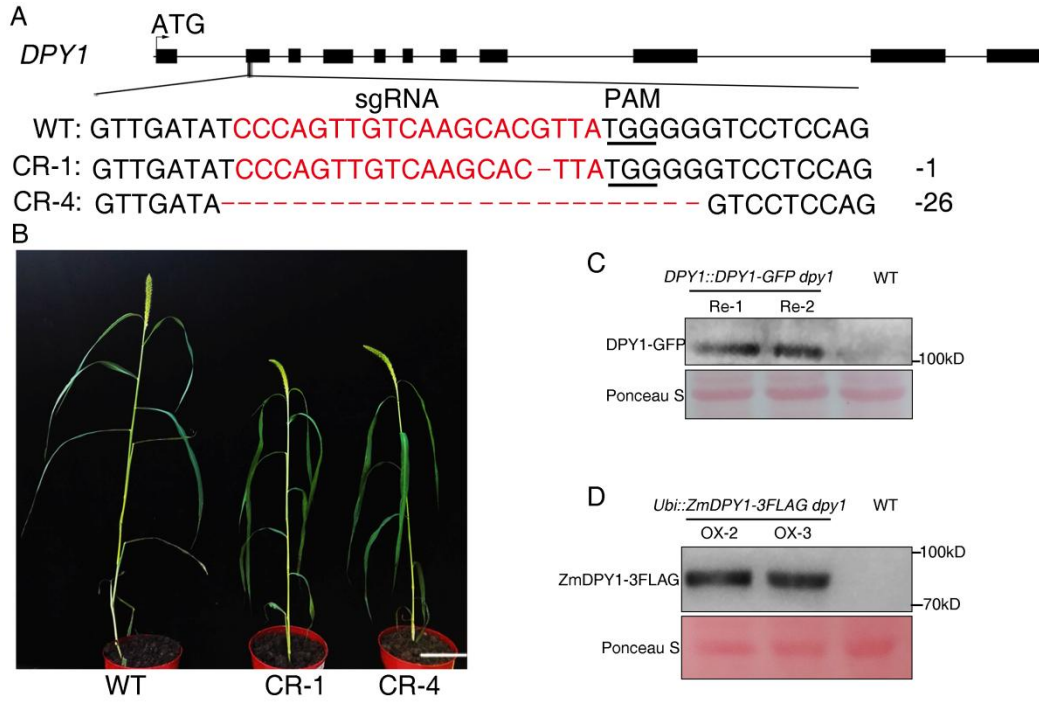 A
ATG
DPY1
sgRNA PAM
WT: GTTGATATCCCAGTTGTCAAGCACGTTATGGGGGTCCTCCAG
CR-1: GTTGATATCCCAGTTGTCAAGCAC-TTATGGGGGTCCTCCAG -1
CR-4: GTTGATA--------------------------GTCCTCCAG -26
B
WT CR-1 CR-4
C
DPY1::DPY1-GFP dpy1 WT
Re-1 Re-2
DPY1-GFP
100kD
Ponceau S
D
Ubi::ZmDPY1-3FLAG dpy1 WT
OX-2 OX-3
100kD
ZmDPY1-3FLAG
70kD
Ponceau S